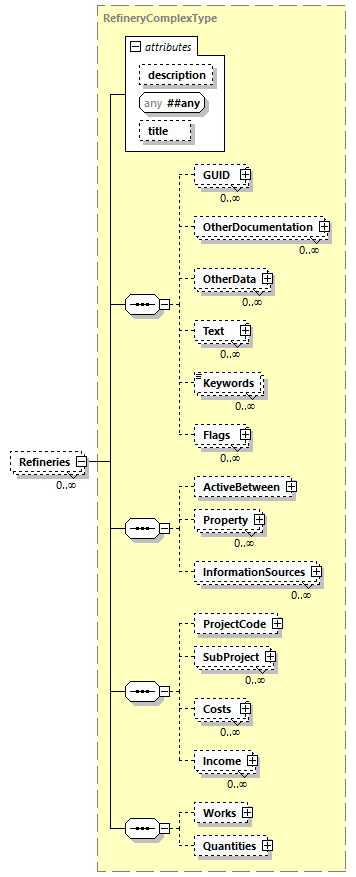 RefineryComplexType
attributes
description
any ##any
title
GUID
0..∞
OtherDocumentation
0..∞
OtherData
0..∞
Text
0..∞
Keywords
0..∞
Flags
0..∞
Refineries
0..∞
ActiveBetween
Property
0..∞
InformationSources
0..∞
ProjectCode
SubProject
0..∞
Costs
0..∞
Income
0..∞
Works
Quantities